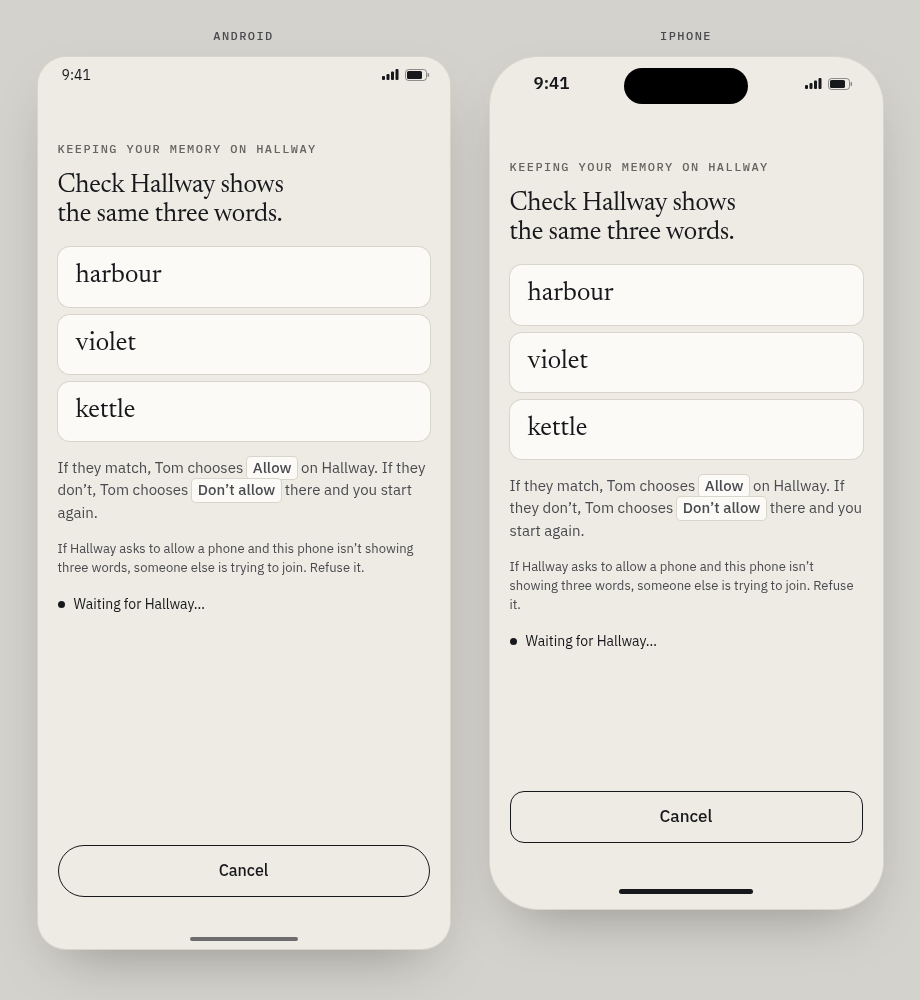 ANDROID
9:41
KEEPING YOUR MEMORY ON HALLWAY
Check Hallway shows
the same three words.
harbour
violet
kettle
If they match, Tom chooses Allow on Hallway. If they
don’t, Tom chooses Don’t allow there and you start
again.
If Hallway asks to allow a phone and this phone isn’t showing
three words, someone else is trying to join. Refuse it.
Waiting for Hallway…
Cancel
IPHONE
9:41
KEEPING YOUR MEMORY ON HALLWAY
Check Hallway shows
the same three words.
harbour
violet
kettle
If they match, Tom chooses Allow on Hallway. If
they don’t, Tom chooses Don’t allow there and you
start again.
If Hallway asks to allow a phone and this phone isn’t
showing three words, someone else is trying to join. Refuse
it.
Waiting for Hallway…
Cancel